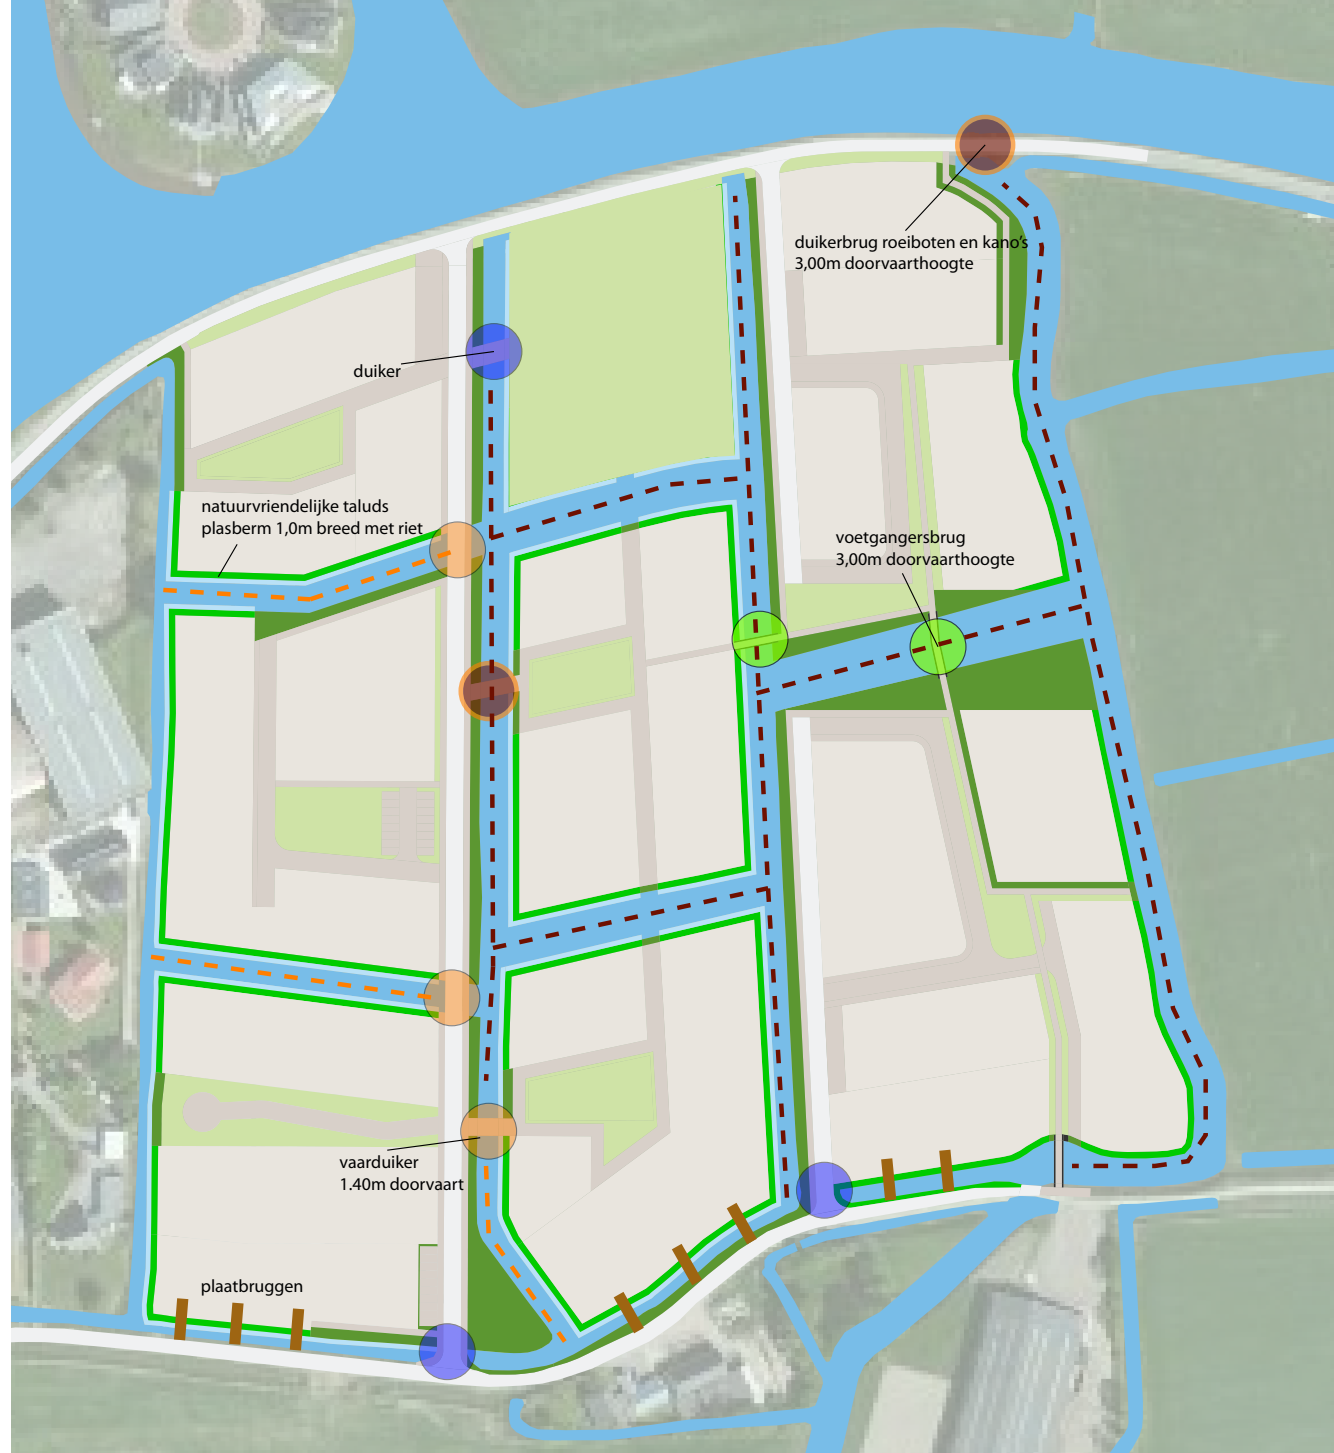 duikerbrug roeiboten en kano's
3,00m doorvaarthoogte
duiker
natuurvriendelijke taluds
plasberm 1,0m breed met riet
voetgangersbrug
3,00m doorvaarthoogte
vaarduiker
1.40m doorvaart
plaatbruggen